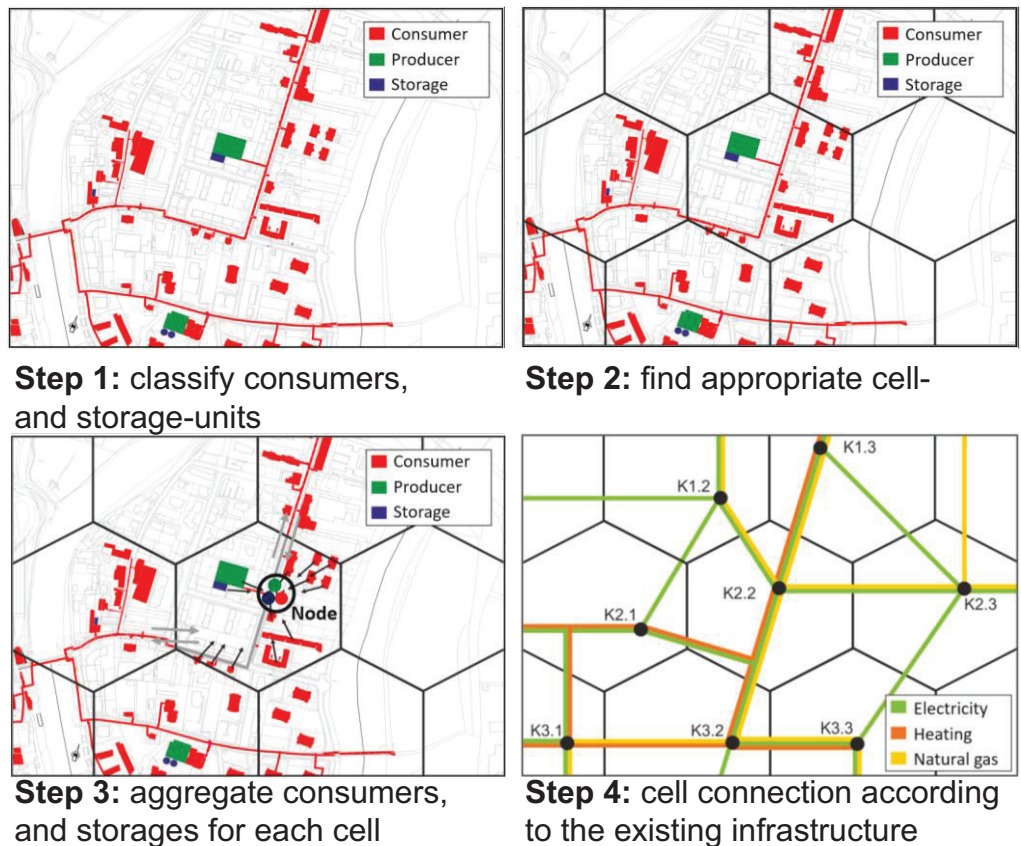 Consumer
Producer
Storage
Consumer
Producer
Storage
Step 1: classify consumers,
and storage-units
Step 2: find appropriate cell-
Consumer
Producer
Storage
Node
K1.3
K1.2
K2.2
K2.3
K2.1
K3.1
K3.2
K3.3
Electricity
Heating
Natural gas
Step 3: aggregate consumers,
and storages for each cell
Step 4: cell connection according
to the existing infrastructure